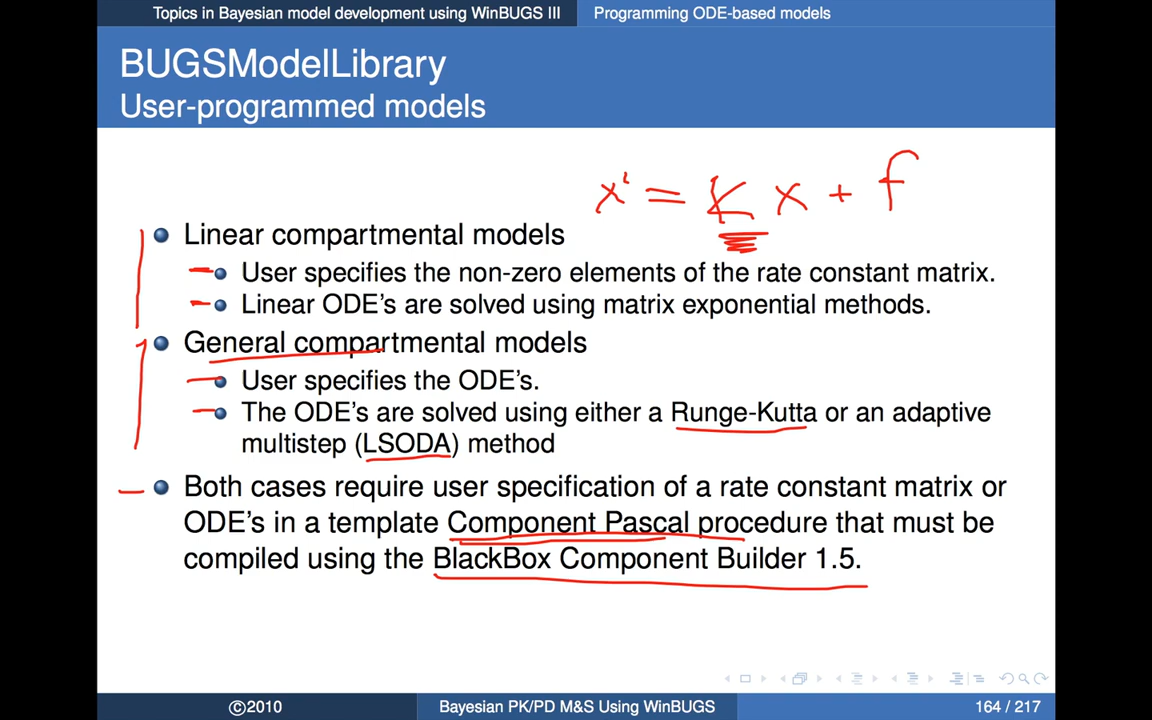 Topics in Bayesian model development using WinBUGS III Programming ODE-based models
BUGSModelLibrary
User-programmed models
x' = K x + f
Linear compartmental models
User specifies the non-zero elements of the rate constant matrix.
Linear ODE's are solved using matrix exponential methods.
General compartmental models
User specifies the ODE's.
The ODE's are solved using either a Runge-Kutta or an adaptive
multistep (LSODA) method
Both cases require user specification of a rate constant matrix or
ODE's in a template Component Pascal procedure that must be
compiled using the BlackBox Component Builder 1.5.
©2010 Bayesian PK/PD M&S Using WinBUGS 164 / 217